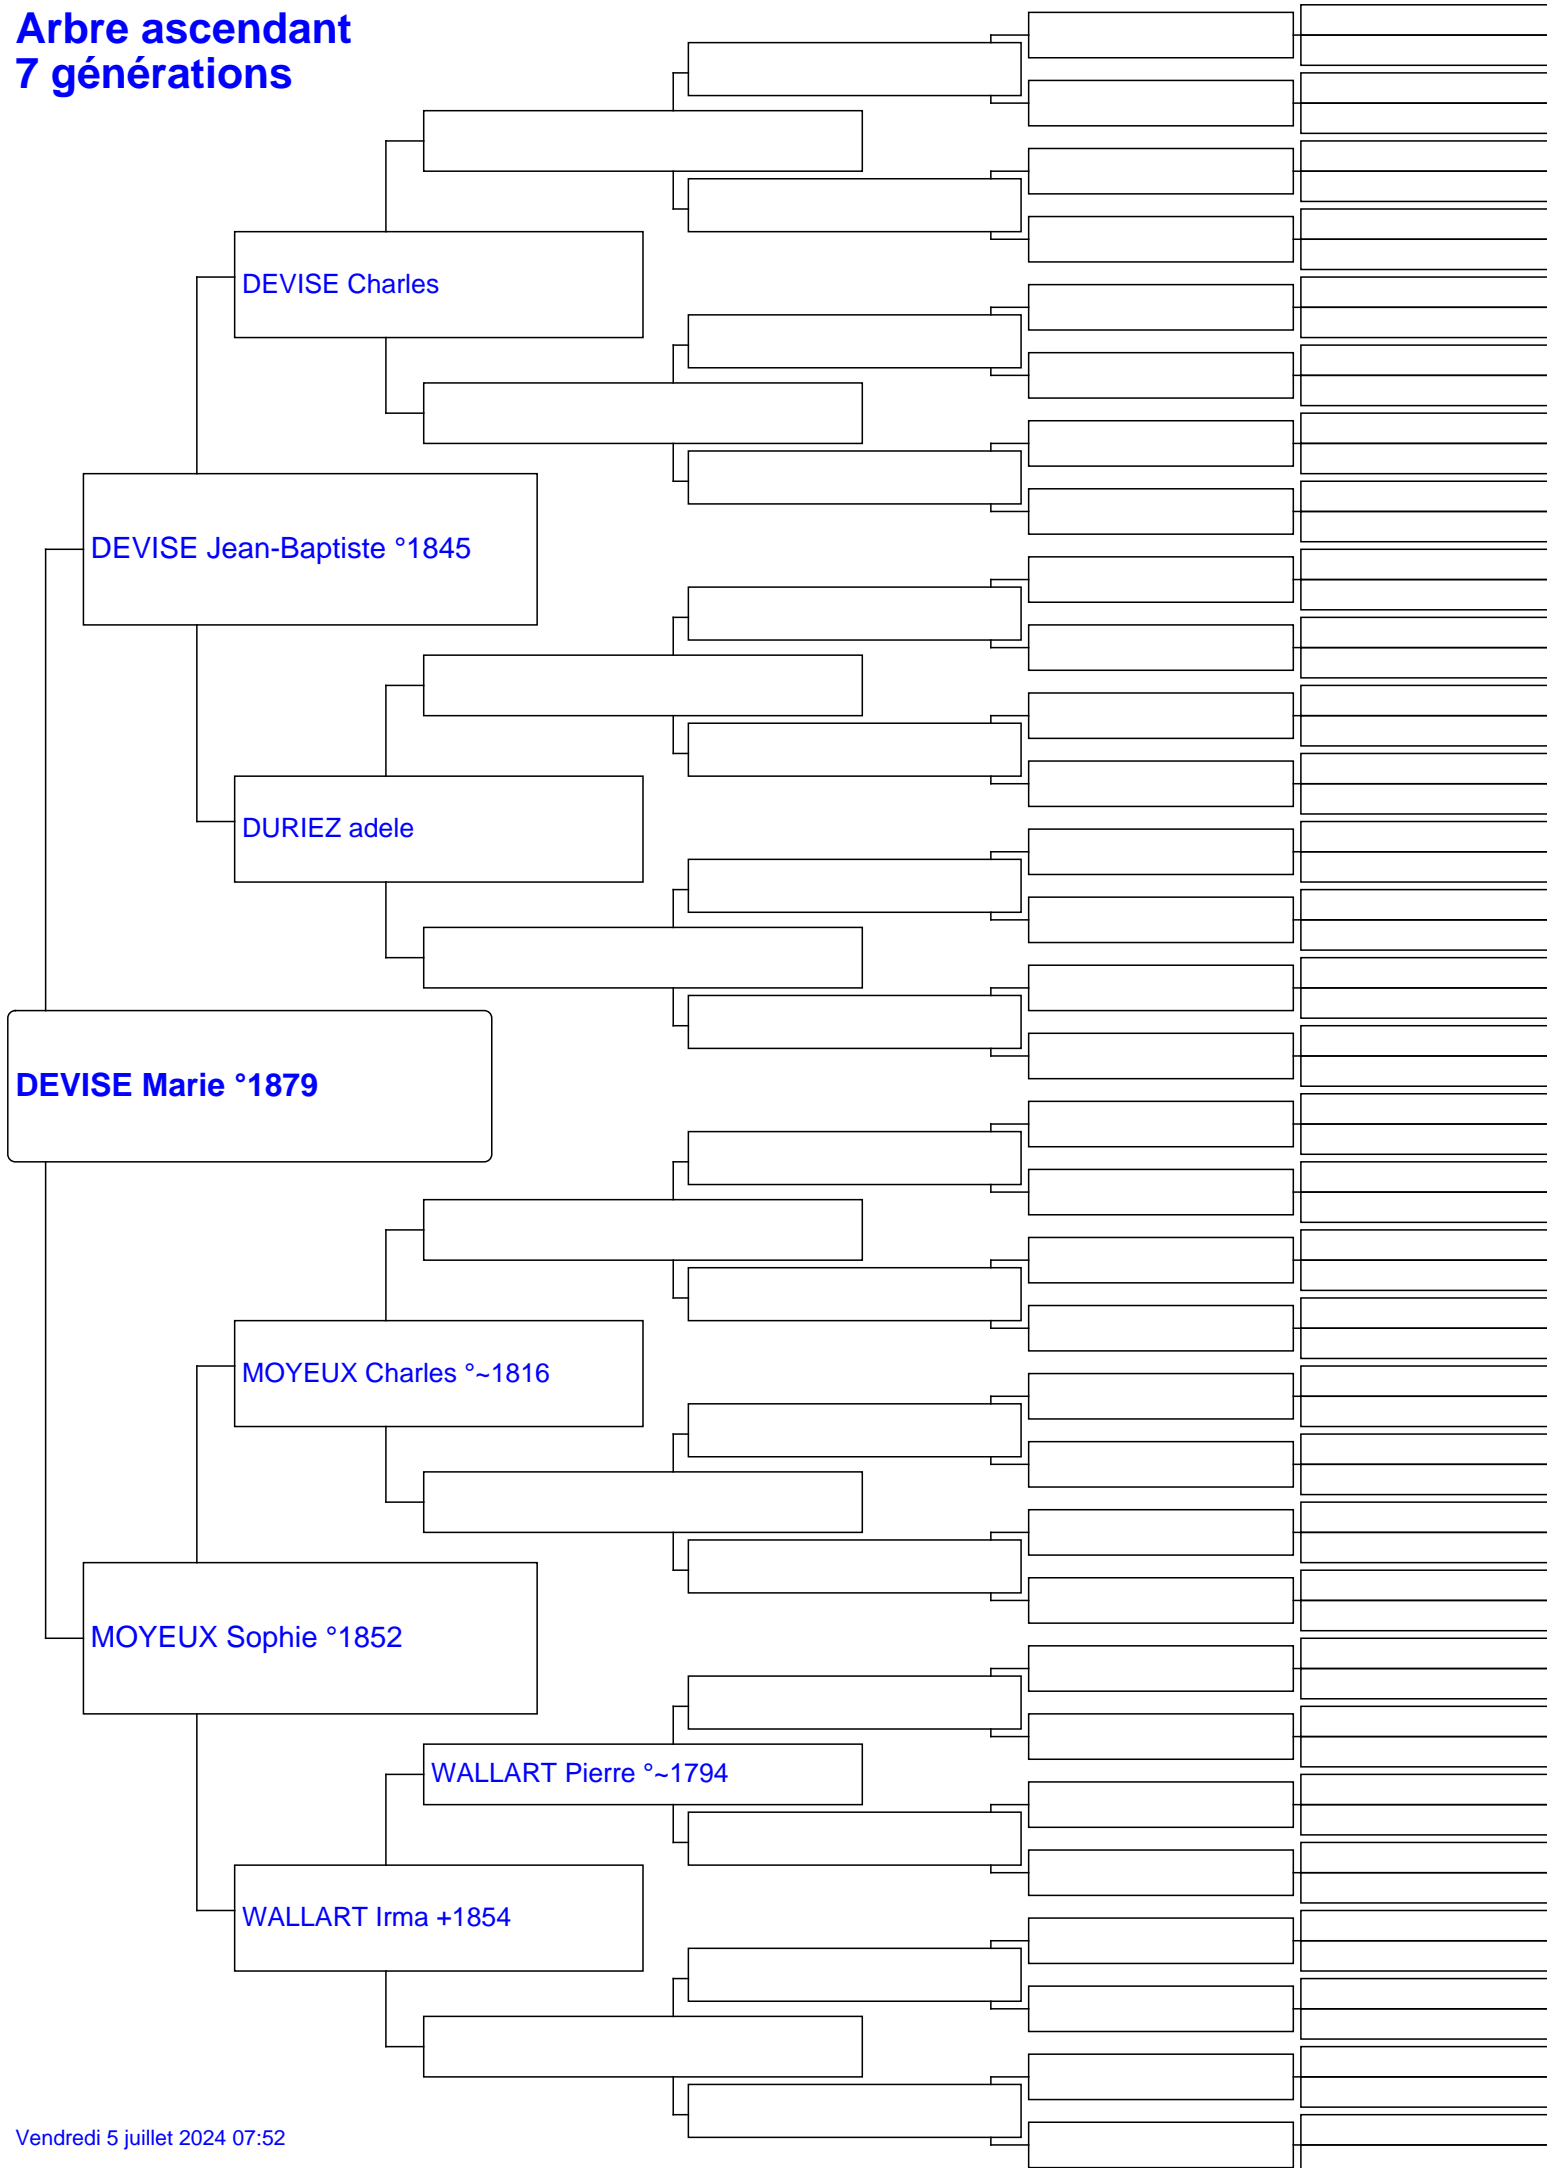 Arbre ascendant
7 générations
DEVISE Charles
DEVISE Jean-Baptiste °1845
DURIEZ adele
DEVISE Marie °1879
MOYEUX Charles °~1816
MOYEUX Sophie °1852
WALLART Pierre °~1794
WALLART Irma +1854
Vendredi 5 juillet 2024 07:52